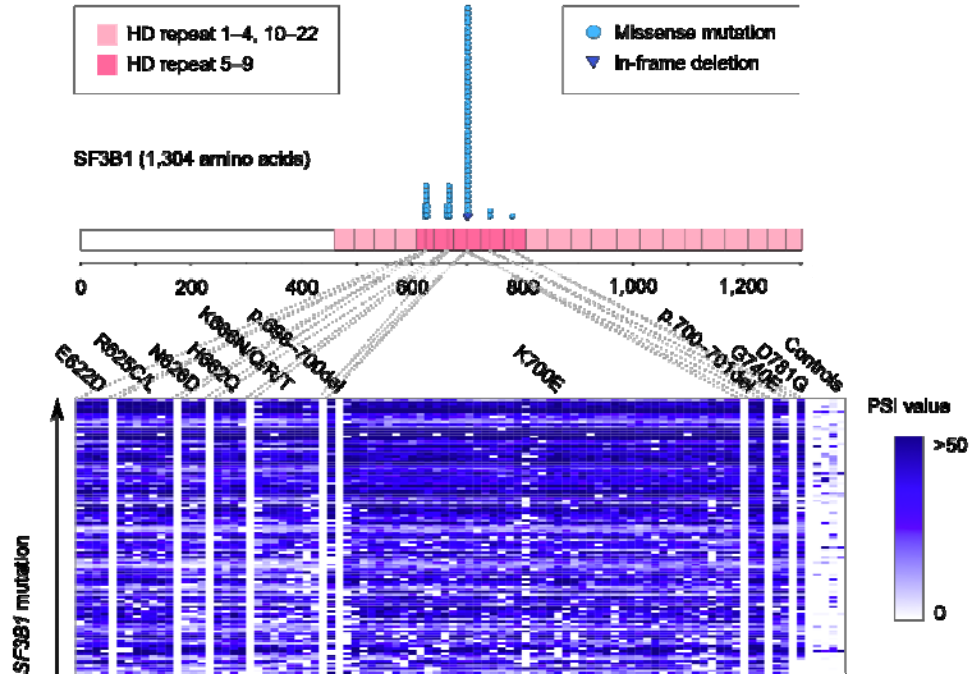 HD repeat 1–4, 10–22
HD repeat 5–9
Missense mutation
In-frame deletion
SF3B1 (1,304 amino acids)
0 200 400 600 800 1,000 1,200
E622D
R625C/L
N626D
H662Q
K666N/Q/R/T
p.698–700del
K700E
p.700–701del
G740E
D781G
Controls
PSI value
>50
0
SF3B1 mutation